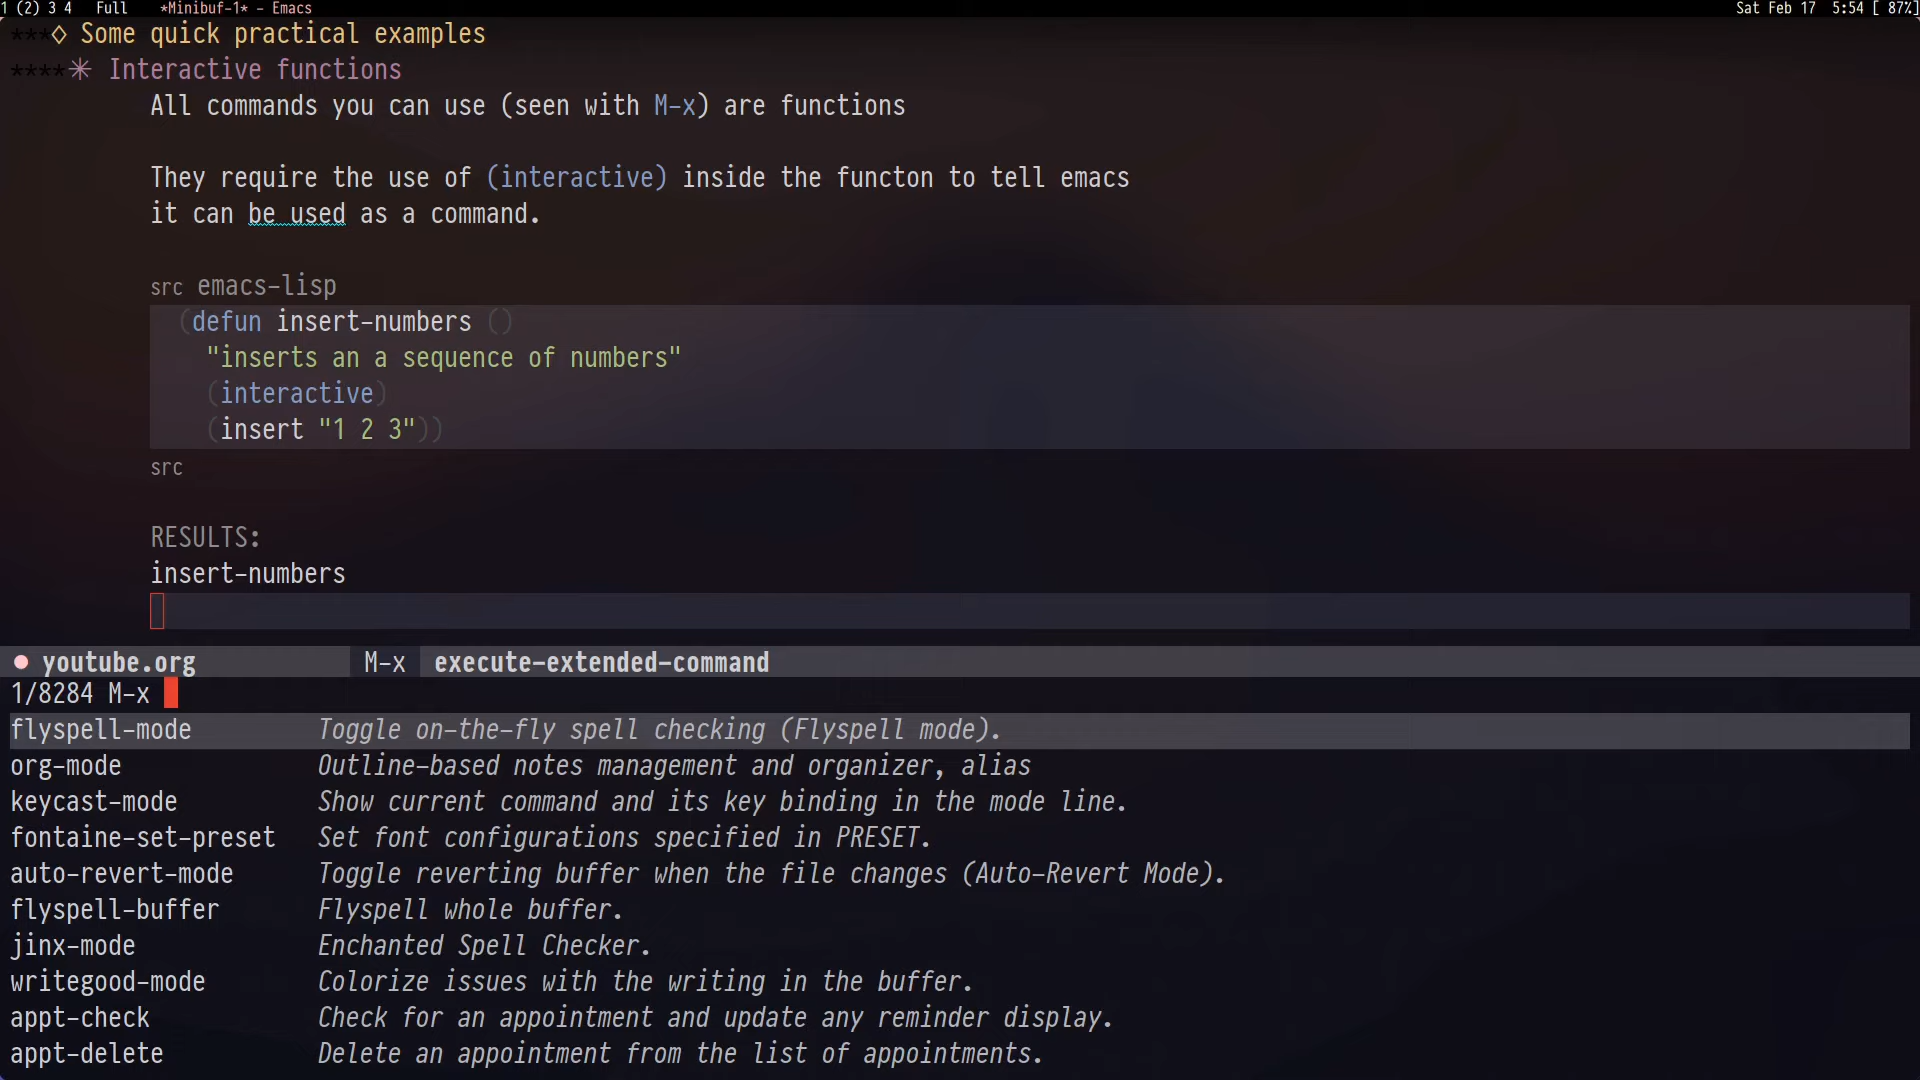 1 (2) 3 4 Full *Minibuf-1* - Emacs Sat Feb 17 5:54 [ 87%]
***◊ Some quick practical examples
****✳ Interactive functions
All commands you can use (seen with M-x) are functions
They require the use of (interactive) inside the functon to tell emacs
it can be used as a command.
src emacs-lisp
(defun insert-numbers ()
"inserts an a sequence of numbers"
(interactive)
(insert "1 2 3"))
src
RESULTS:
insert-numbers
youtube.org M-x execute-extended-command
1/8284 M-x
flyspell-mode Toggle on-the-fly spell checking (Flyspell mode).
org-mode Outline-based notes management and organizer, alias
keycast-mode Show current command and its key binding in the mode line.
fontaine-set-preset Set font configurations specified in PRESET.
auto-revert-mode Toggle reverting buffer when the file changes (Auto-Revert Mode).
flyspell-buffer Flyspell whole buffer.
jinx-mode Enchanted Spell Checker.
writegood-mode Colorize issues with the writing in the buffer.
appt-check Check for an appointment and update any reminder display.
appt-delete Delete an appointment from the list of appointments.